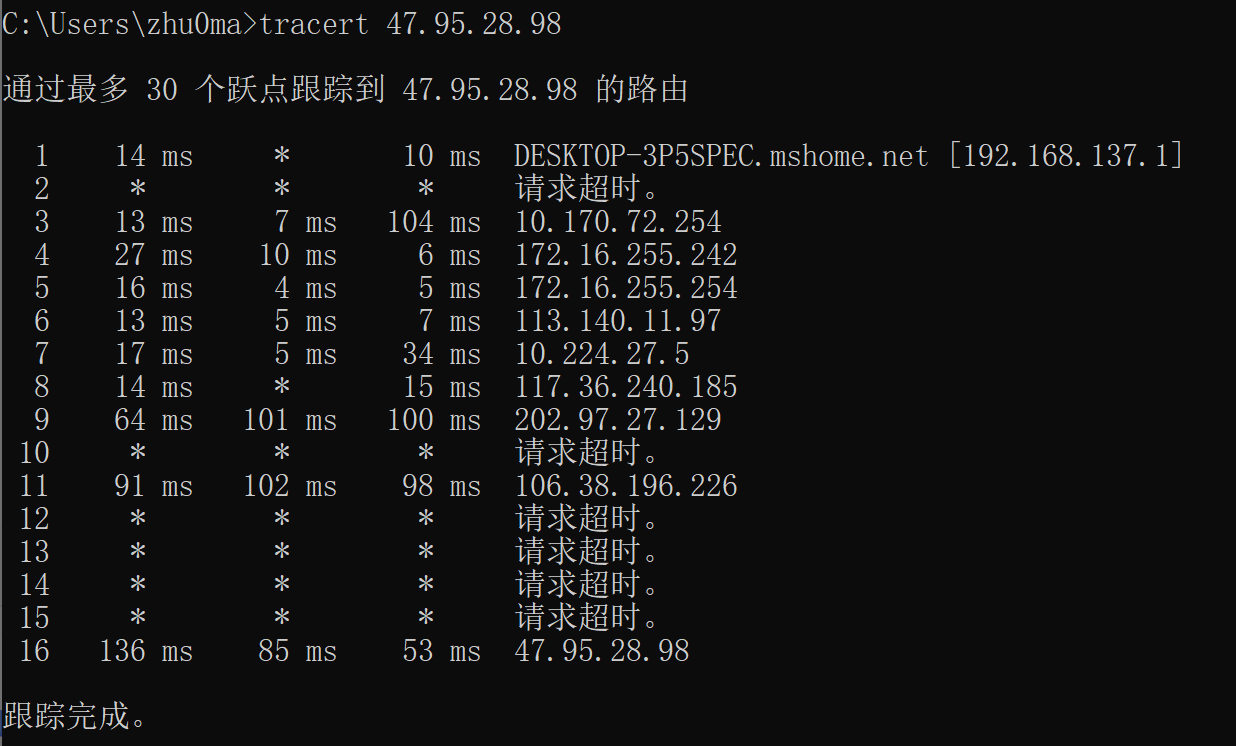 C:\Users\zhu0ma>tracert 47.95.28.98
通过最多 30 个跃点跟踪到 47.95.28.98 的路由
1 14 ms * 10 ms DESKTOP-3P5SPEC.mshome.net [192.168.137.1]
2 * * * 请求超时。
3 13 ms 7 ms 104 ms 10.170.72.254
4 27 ms 10 ms 6 ms 172.16.255.242
5 16 ms 4 ms 5 ms 172.16.255.254
6 13 ms 5 ms 7 ms 113.140.11.97
7 17 ms 5 ms 34 ms 10.224.27.5
8 14 ms * 15 ms 117.36.240.185
9 64 ms 101 ms 100 ms 202.97.27.129
10 * * * 请求超时。
11 91 ms 102 ms 98 ms 106.38.196.226
12 * * * 请求超时。
13 * * * 请求超时。
14 * * * 请求超时。
15 * * * 请求超时。
16 136 ms 85 ms 53 ms 47.95.28.98
跟踪完成。